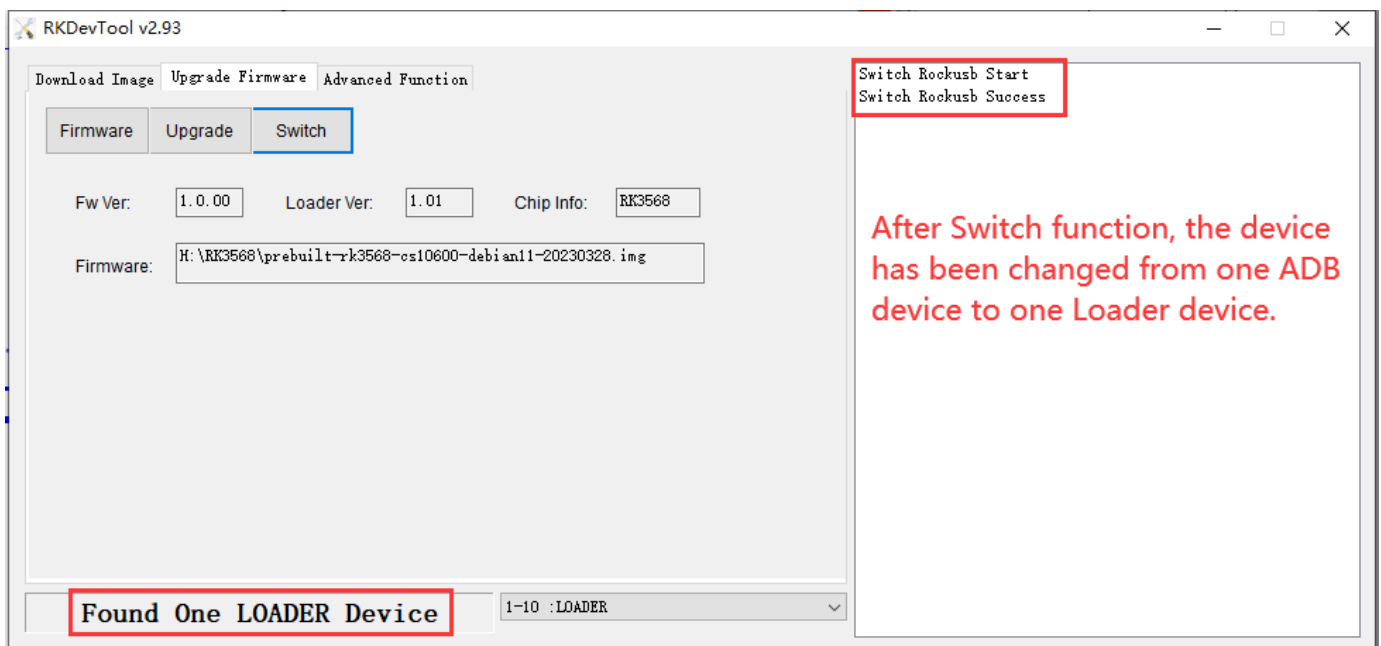 RKDevTool v2.93
Download Image Upgrade Firmware Advanced Function
Firmware Upgrade Switch
Fw Ver: 1.0.00 Loader Ver: 1.01 Chip Info: RK3568
Firmware: H:\RK3568\prebuilt-rk3568-cs10600-debian11-20230328.img
Found One LOADER Device
1-10 :LOADER
Switch Rockusb Start
Switch Rockusb Success
After Switch function, the device
has been changed from one ADB
device to one Loader device.